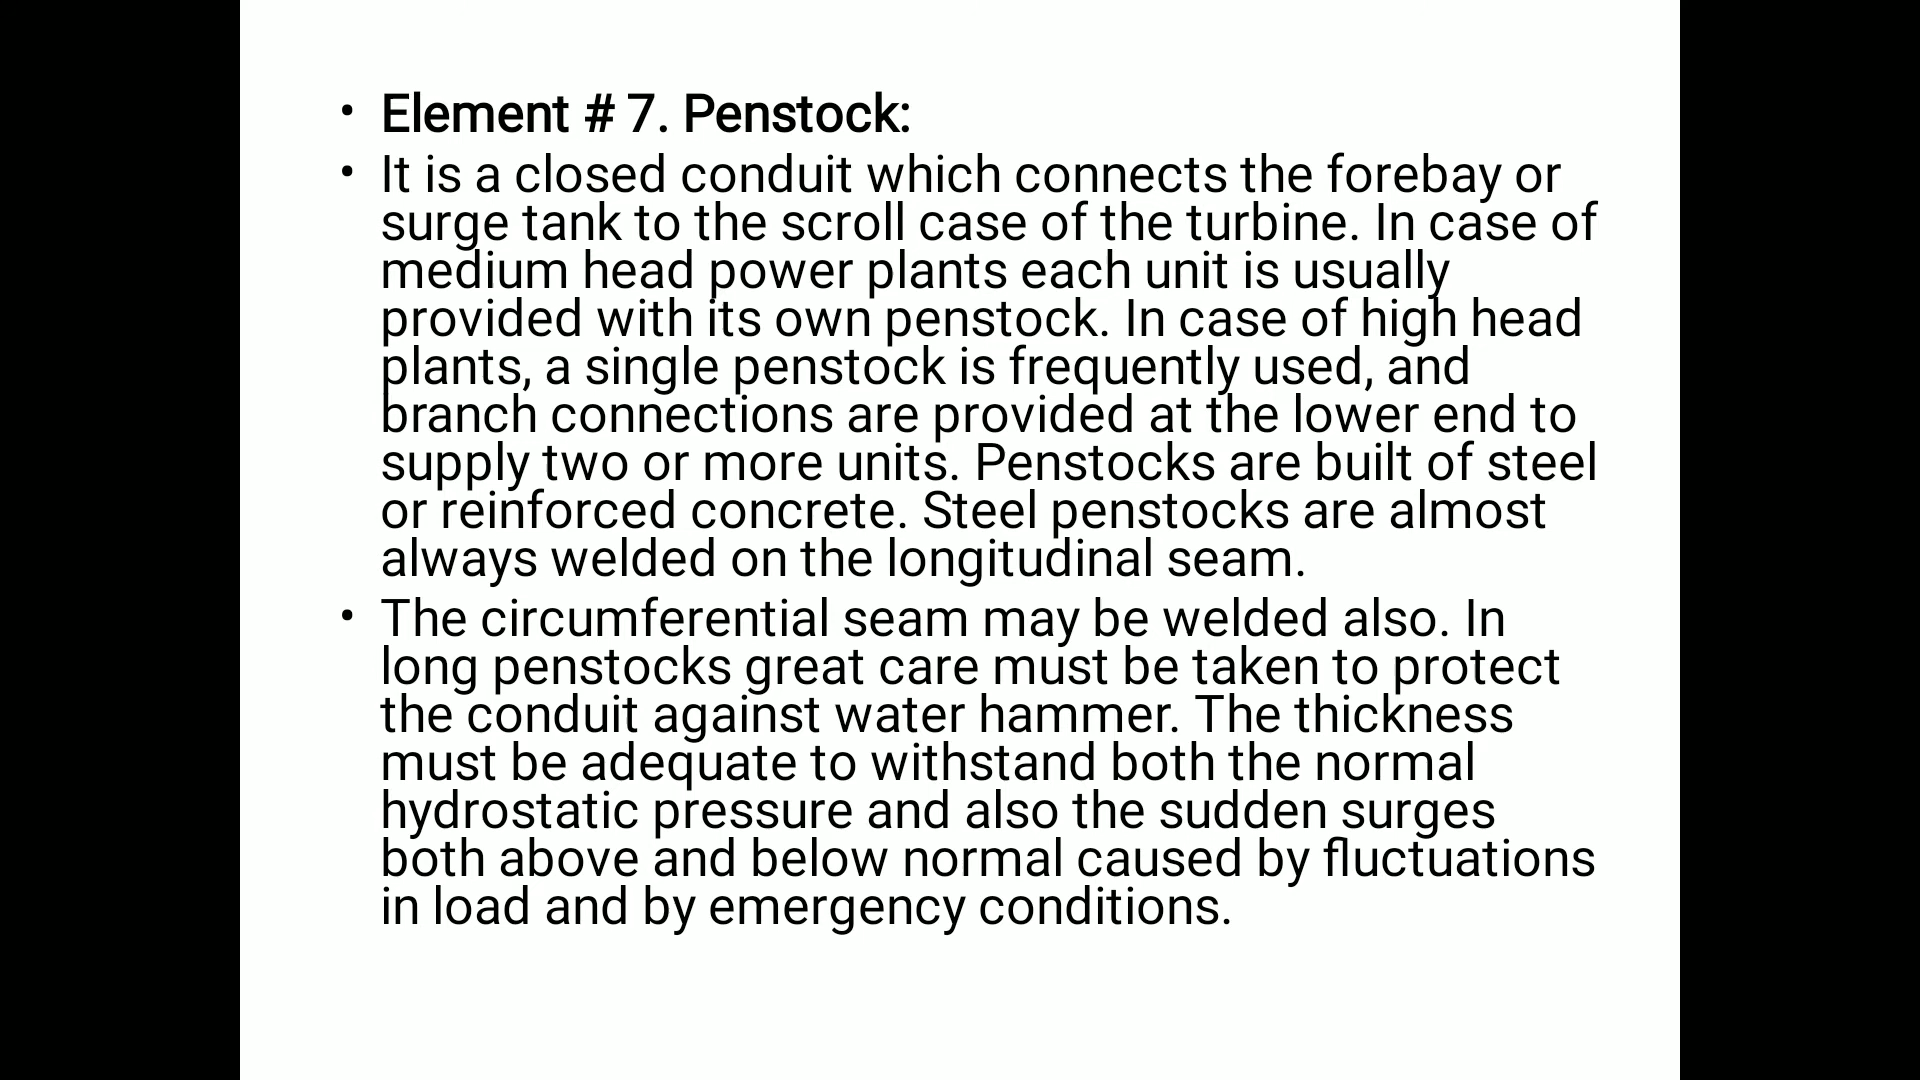 • Element # 7. Penstock:
• It is a closed conduit which connects the forebay or
surge tank to the scroll case of the turbine. In case of
medium head power plants each unit is usually
provided with its own penstock. In case of high head
plants, a single penstock is frequently used, and
branch connections are provided at the lower end to
supply two or more units. Penstocks are built of steel
or reinforced concrete. Steel penstocks are almost
always welded on the longitudinal seam.
• The circumferential seam may be welded also. In
long penstocks great care must be taken to protect
the conduit against water hammer. The thickness
must be adequate to withstand both the normal
hydrostatic pressure and also the sudden surges
both above and below normal caused by fluctuations
in load and by emergency conditions.